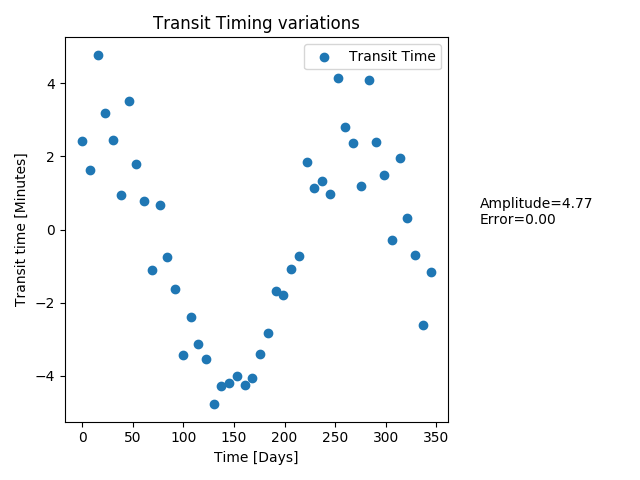 Transit Timing variations
Transit Time
4
2
0
−2
−4
Transit time [Minutes]
0 50 100 150 200 250 300 350
Time [Days]
Amplitude=4.77
Error=0.00